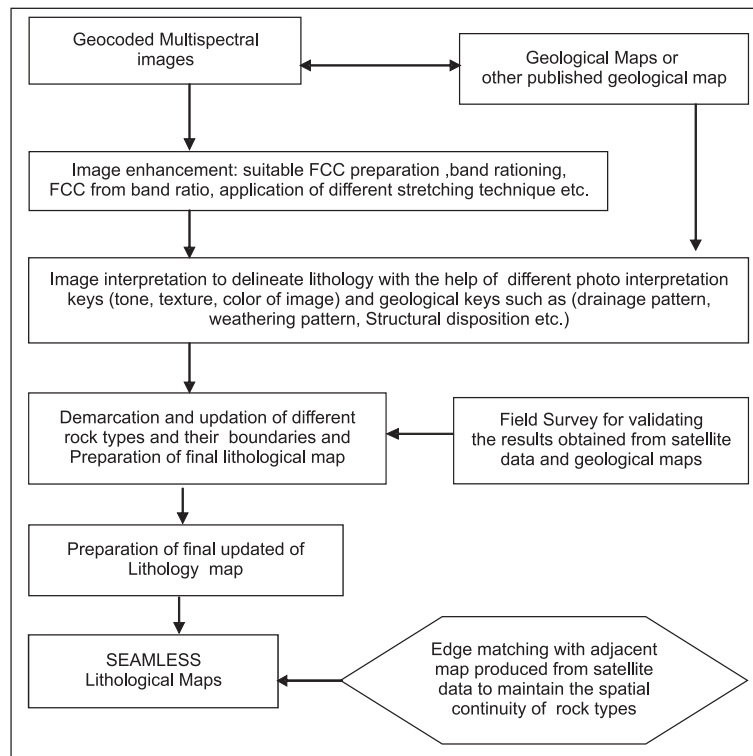 Geocoded Multispectral
images
Geological Maps or
other published geological map
Image enhancement: suitable FCC preparation ,band rationing,
FCC from band ratio, application of different stretching technique etc.
Image interpretation to delineate lithology with the help of different photo interpretation
keys (tone, texture, color of image) and geological keys such as (drainage pattern,
weathering pattern, Structural disposition etc.)
Demarcation and updation of different
rock types and their boundaries and
Preparation of final lithological map
Field Survey for validating
the results obtained from satellite
data and geological maps
Preparation of final updated of
Lithology map
SEAMLESS
Lithological Maps
Edge matching with adjacent
map produced from satellite
data to maintain the spatial
continuity of rock types